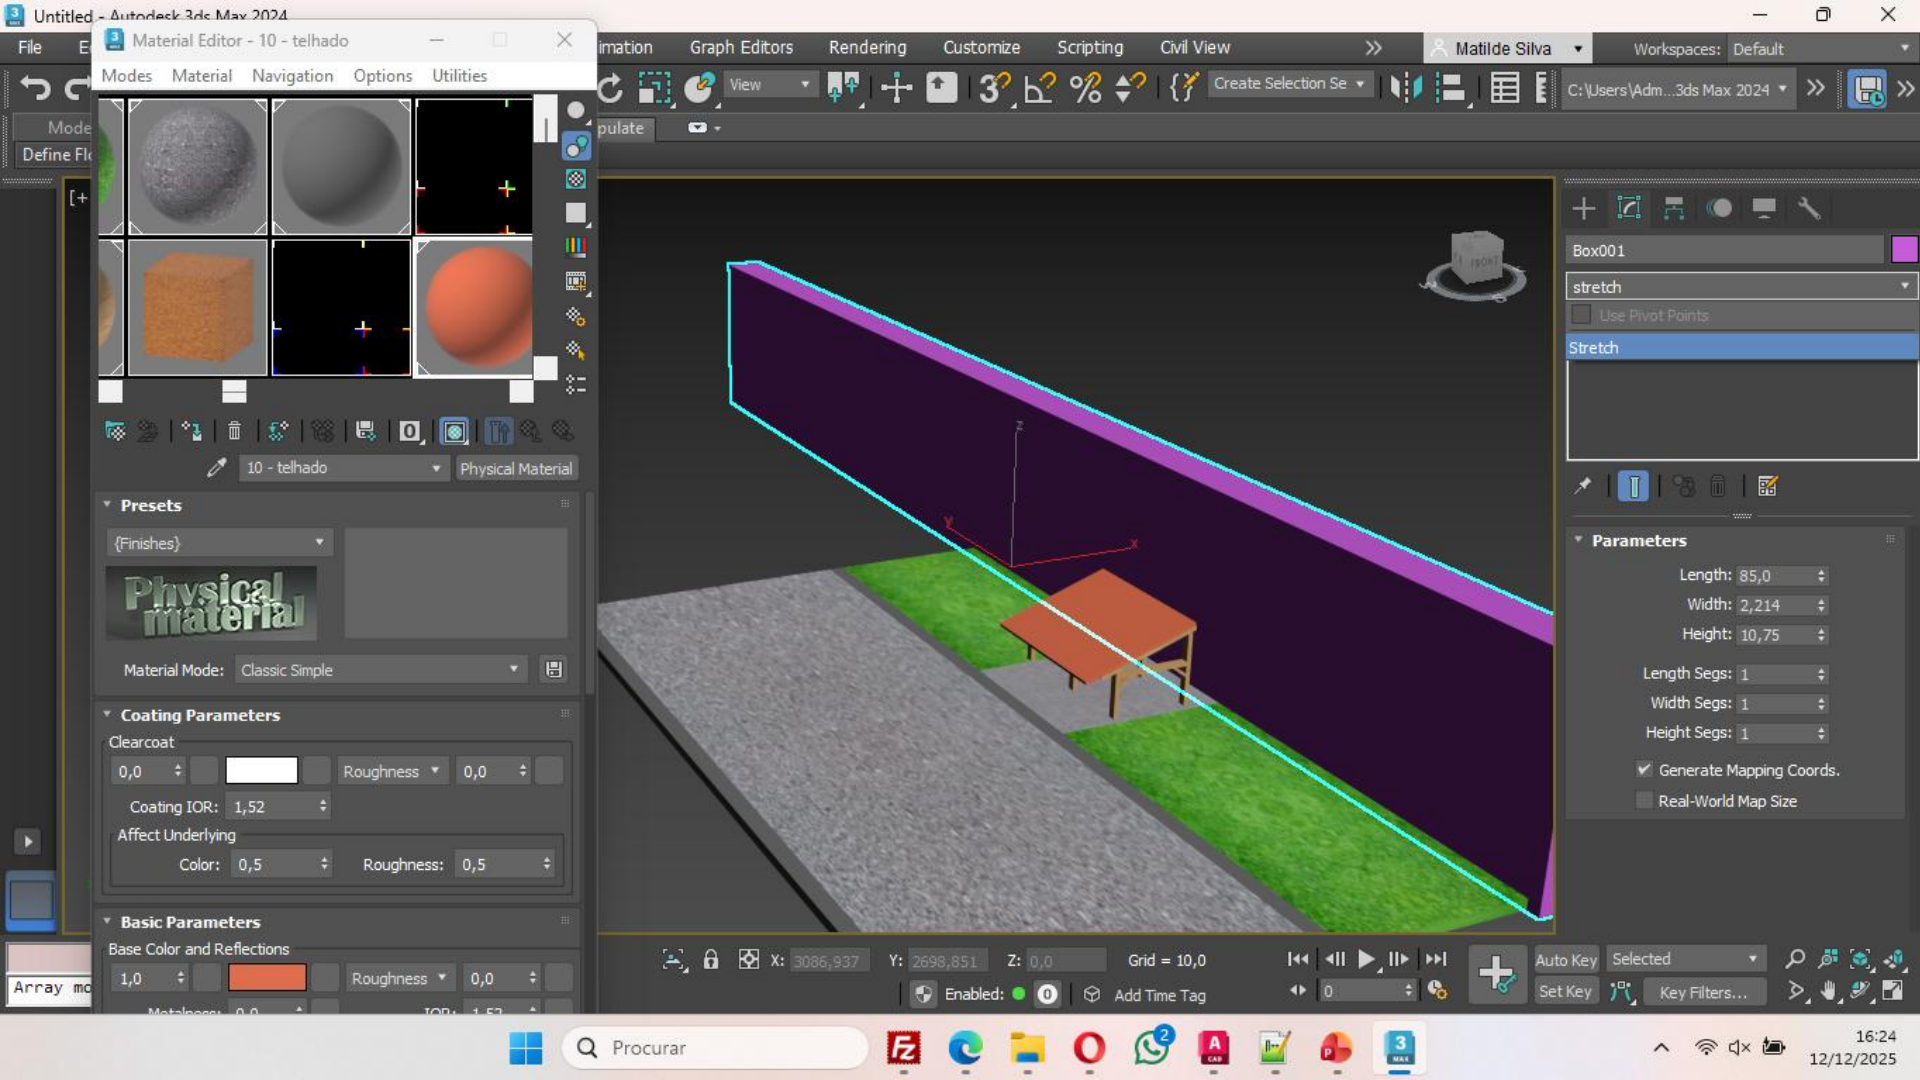 Untitled - Autodesk 3ds Max 2024
Material Editor - 10 - telhado
File
Graph Editors
Rendering
Customize
Scripting
Civil View
Matilde Silva
Workspaces: Default
Modes
Material
Navigation
Options
Utilities
View
Create Selection Se
C:\Users\Adm...3ds Max 2024
Define Flo
[+
FRONT
Box001
stretch
Use Pivot Points
Stretch
10 - telhado
Physical Material
Presets
{Finishes}
Physical
material
Material Mode: Classic Simple
Coating Parameters
Clearcoat
0,0
Roughness
0,0
Coating IOR: 1,52
Affect Underlying
Color: 0,5
Roughness: 0,5
Basic Parameters
Base Color and Reflections
1,0
Roughness
0,0
z
y
x
Parameters
Length: 85,0
Width: 2,214
Height: 10,75
Length Segs: 1
Width Segs: 1
Height Segs: 1
Generate Mapping Coords.
Real-World Map Size
X: 3086,937
Y: 2698,851
Z: 0,0
Grid = 10,0
Auto Key
Selected
Array
Enabled:
0
Add Time Tag
0
Set Key
Key Filters...
Procurar
2
16:24
12/12/2025